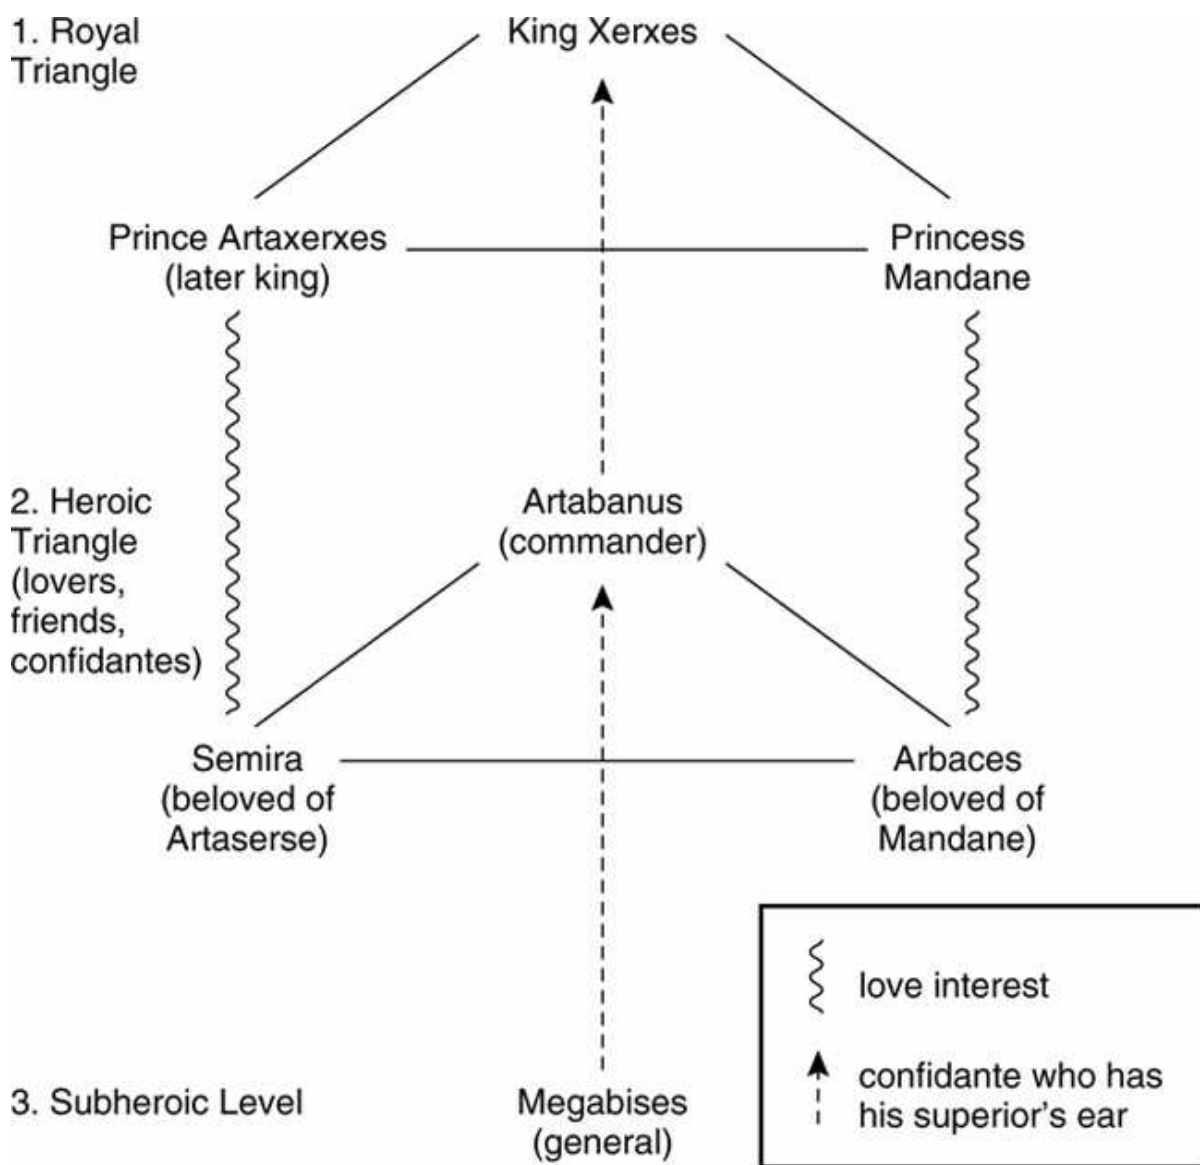 1. Royal
Triangle
King Xerxes
Prince Artaxerxes
(later king)
Princess
Mandane
2. Heroic
Triangle
(lovers,
friends,
confidantes)
Artabanus
(commander)
Semira
(beloved of
Artaserse)
Arbaces
(beloved of
Mandane)
love interest
confidante who has
his superior's ear
3. Subheroic Level
Megabises
(general)